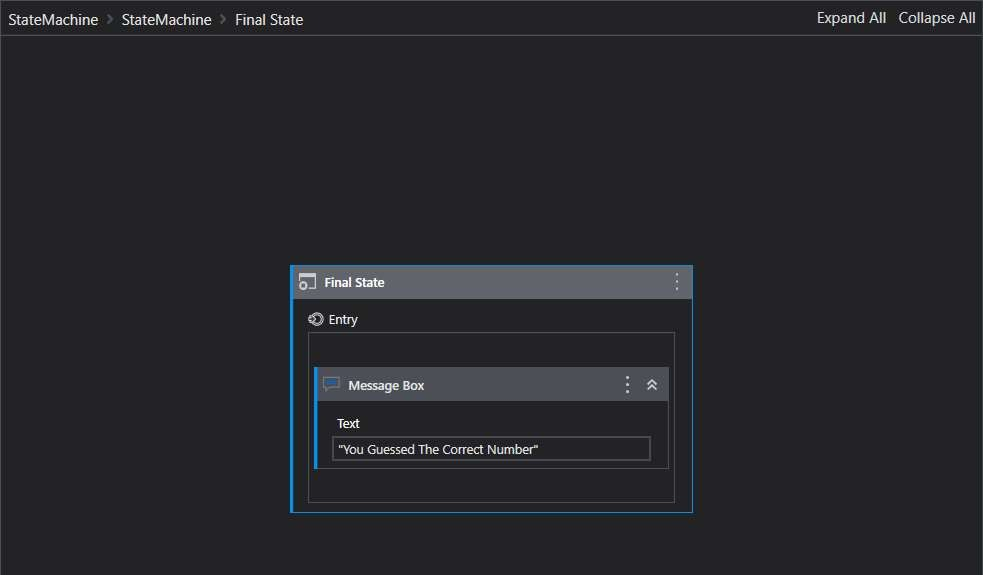 StateMachine > StateMachine > Final State
Expand All Collapse All
Final State
Entry
Message Box
Text
"You Guessed The Correct Number"